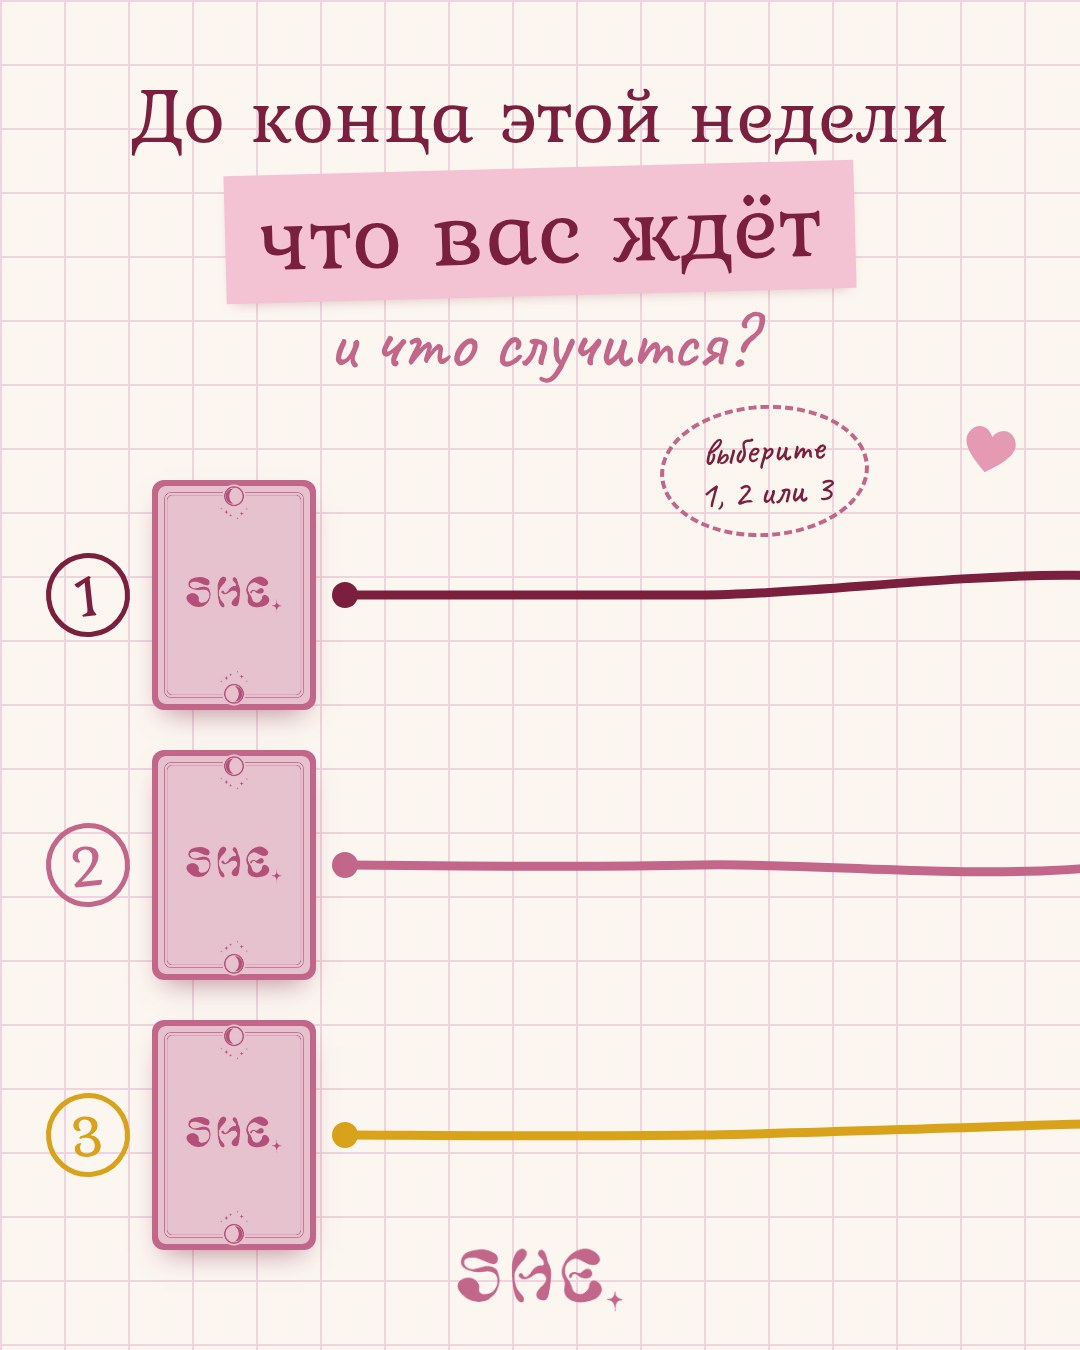 До конца этой недели
что вас ждёт
и что случится?
выберите
1, 2 или 3
1
SHE
2
SHE
3
SHE
SHE